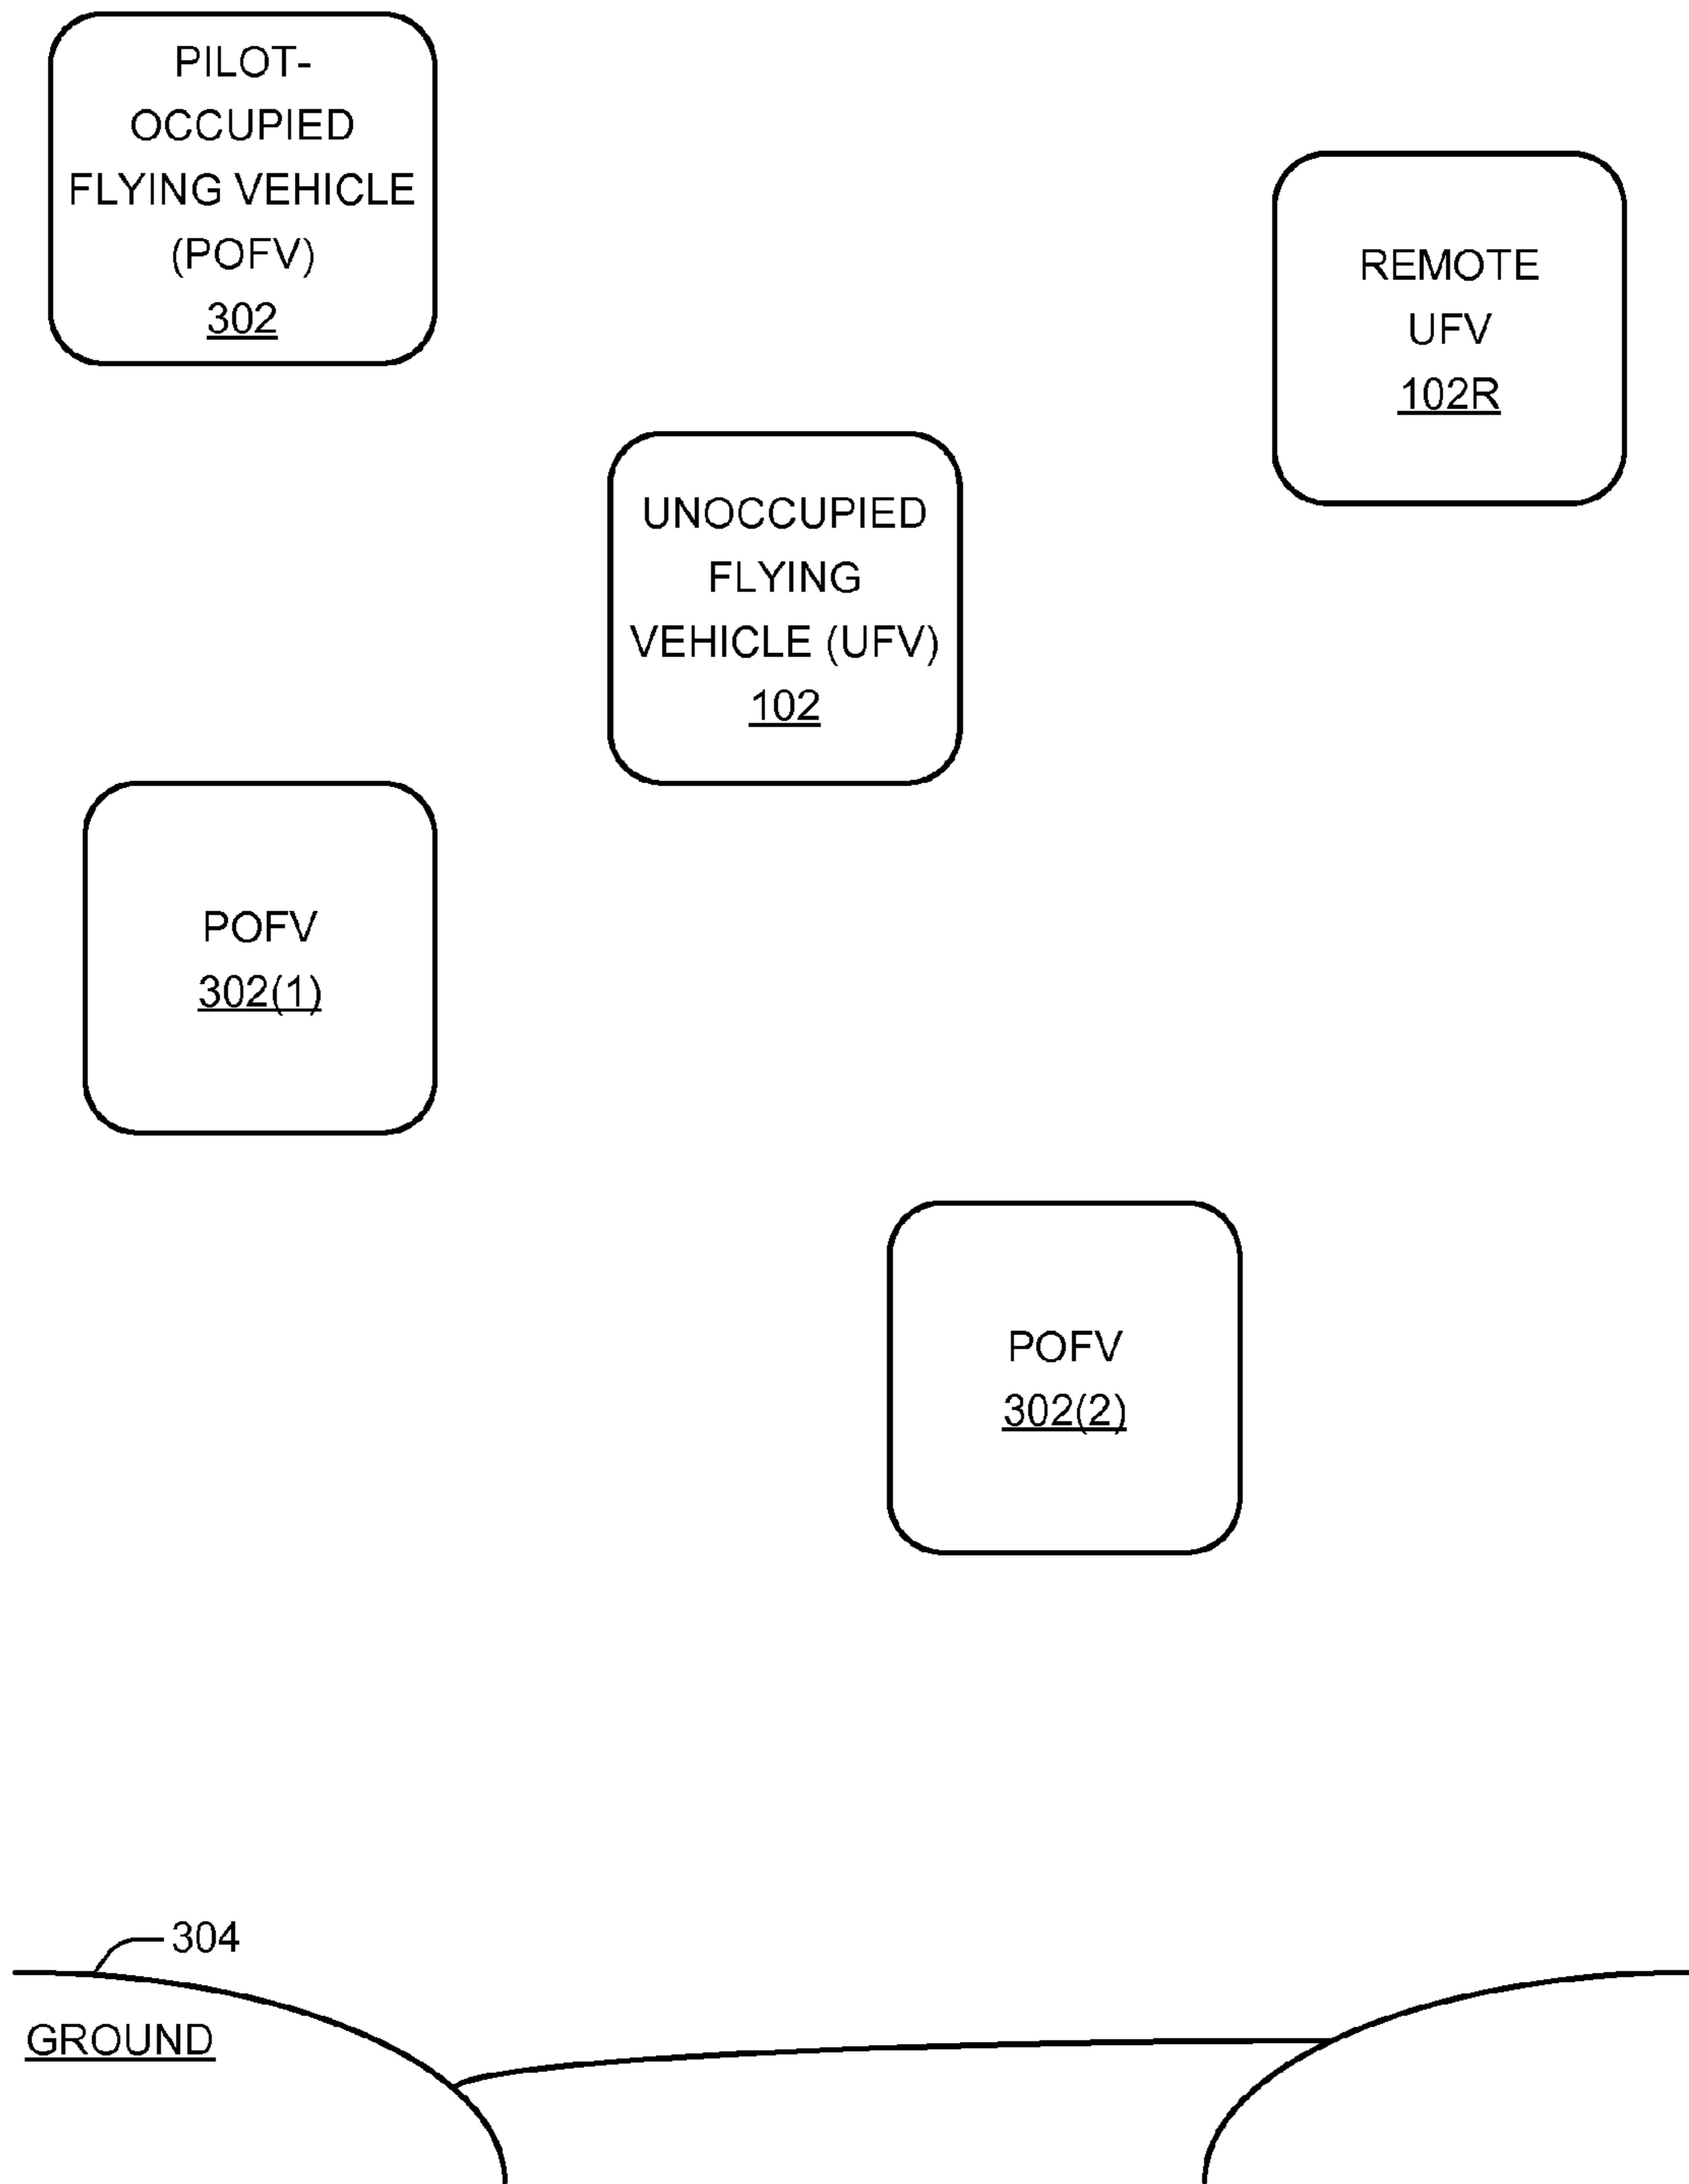 PILOT-
OCCUPIED
FLYING VEHICLE
(POFV)
302
REMOTE
UFV
102R
UNOCCUPIED
FLYING
VEHICLE (UFV)
102
POFV
302(1)
POFV
302(2)
304
GROUND